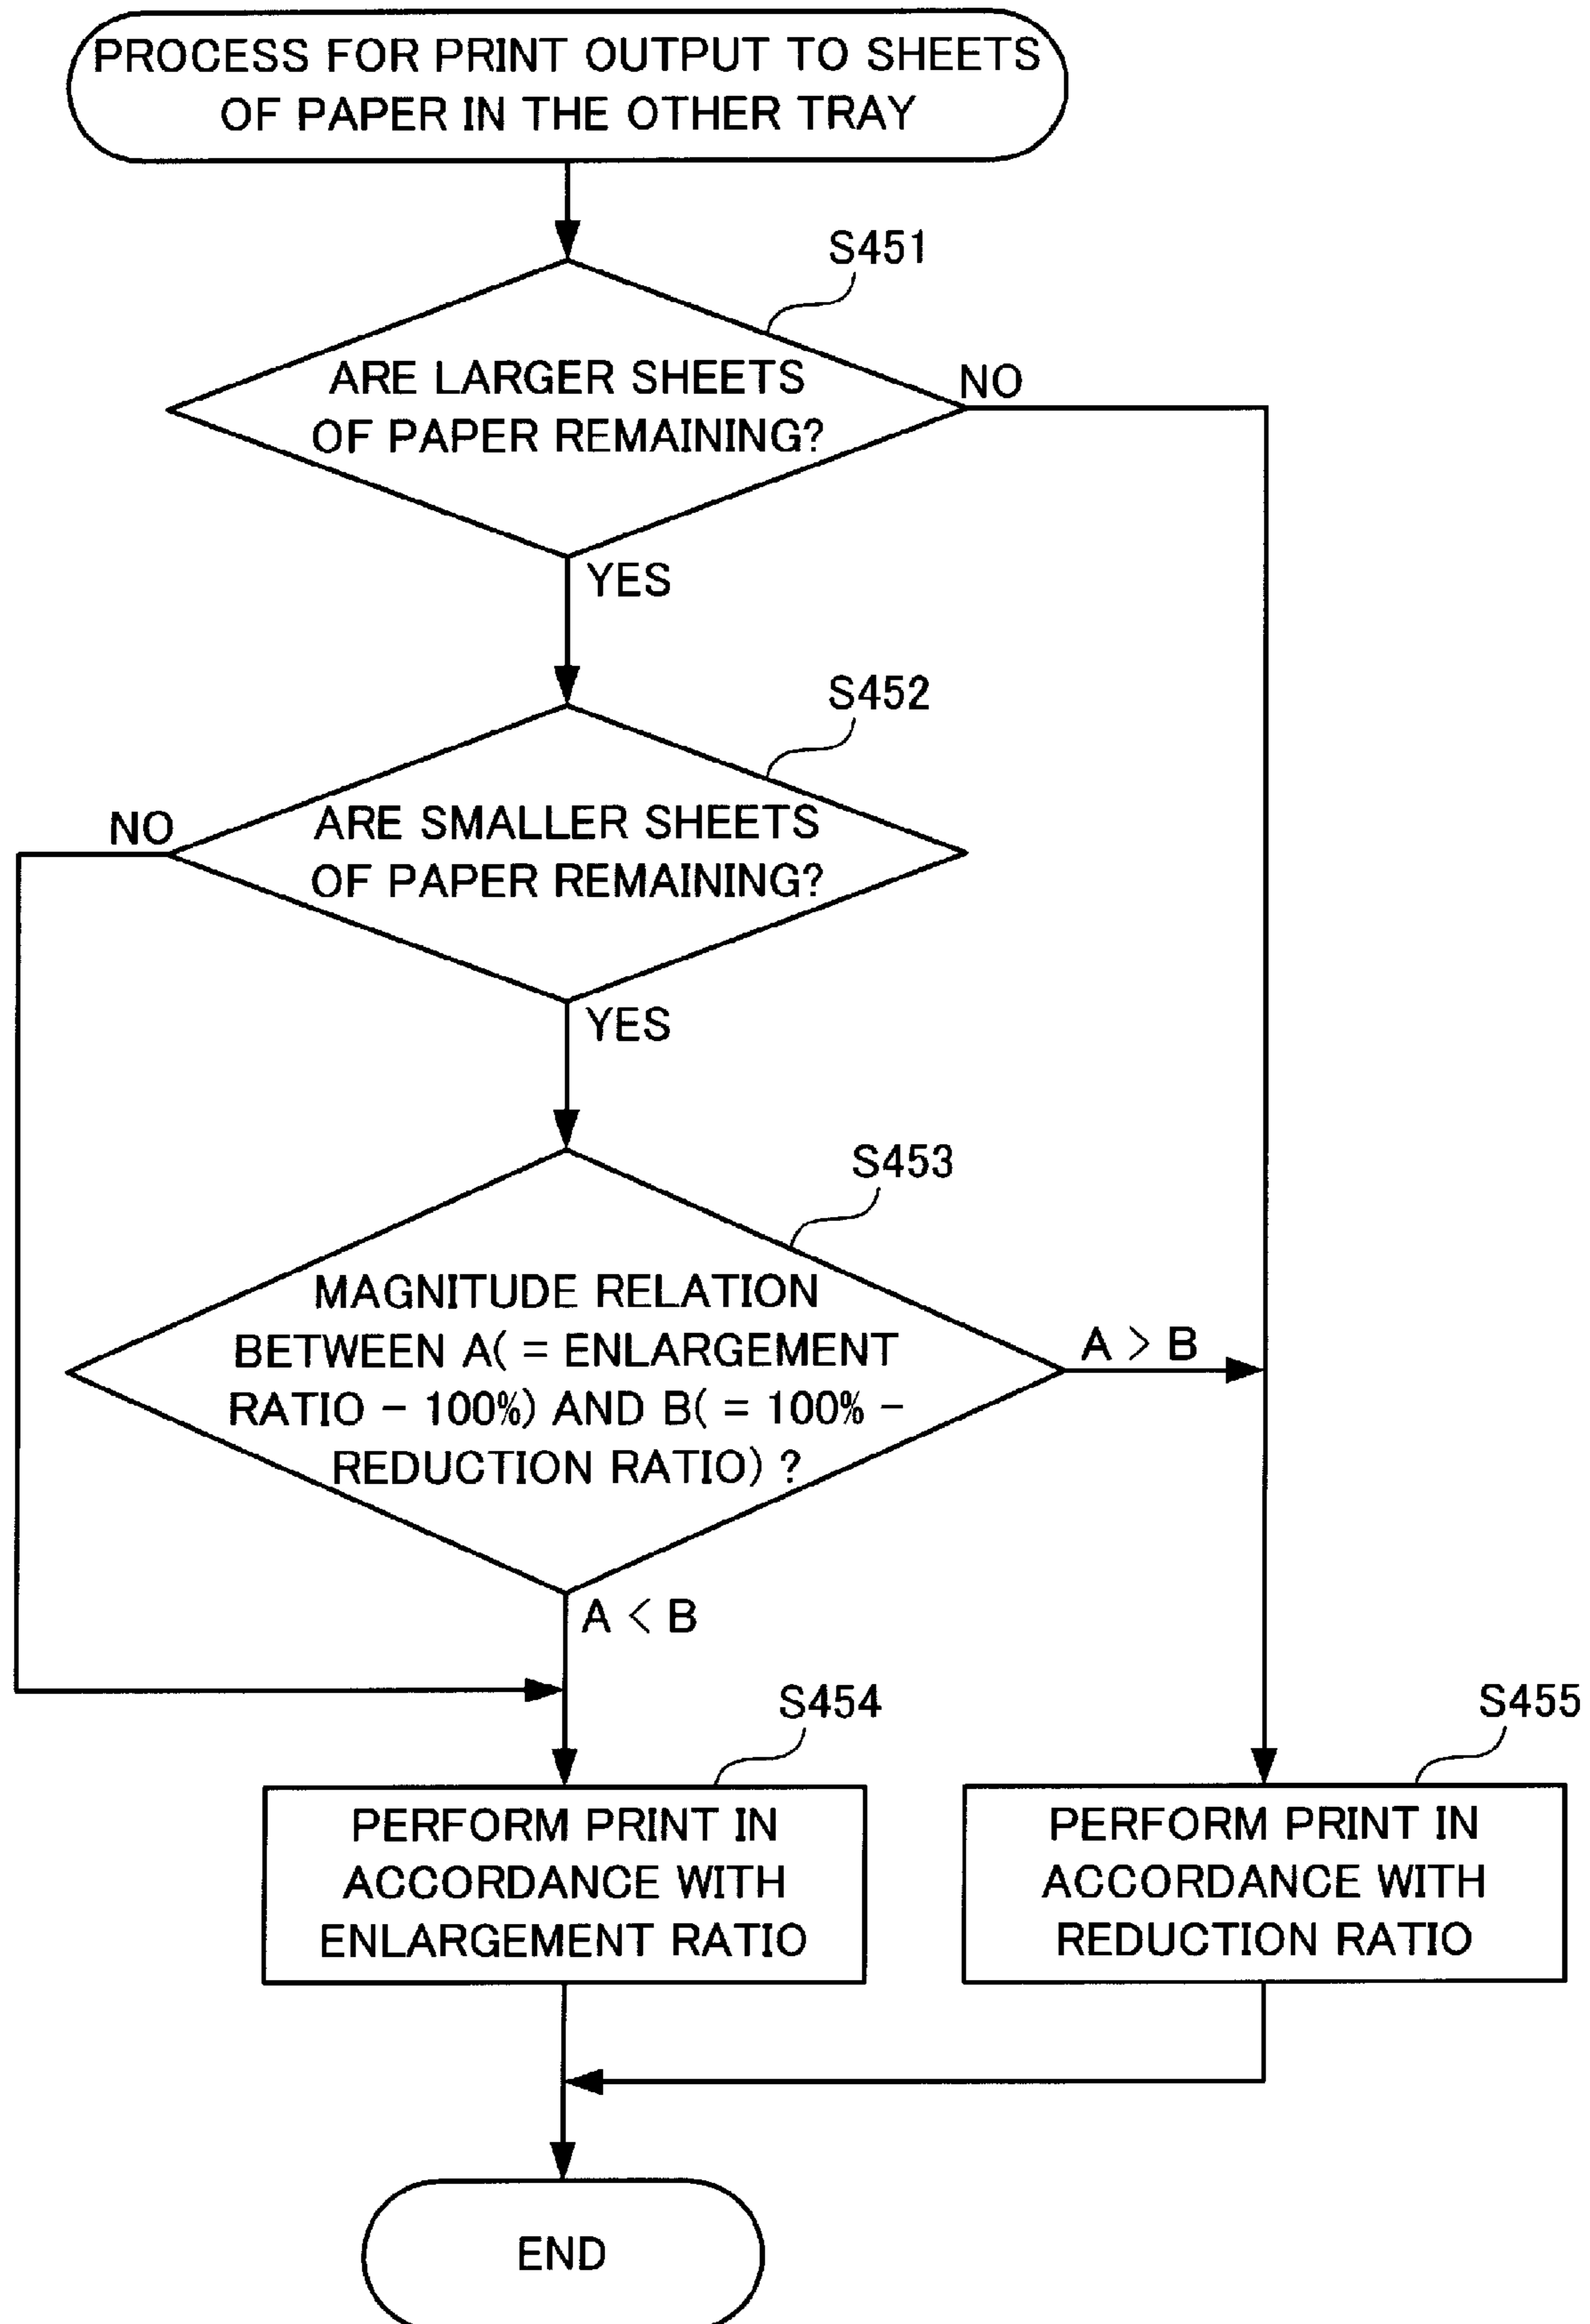 PROCESS FOR PRINT OUTPUT TO SHEETS
OF PAPER IN THE OTHER TRAY
S451
ARE LARGER SHEETS
OF PAPER REMAINING?
NO
YES
S452
NO
ARE SMALLER SHEETS
OF PAPER REMAINING?
YES
S453
MAGNITUDE RELATION
BETWEEN A( = ENLARGEMENT
RATIO - 100%) AND B( = 100% -
REDUCTION RATIO) ?
A > B
A < B
S454
PERFORM PRINT IN
ACCORDANCE WITH
ENLARGEMENT RATIO
S455
PERFORM PRINT IN
ACCORDANCE WITH
REDUCTION RATIO
END